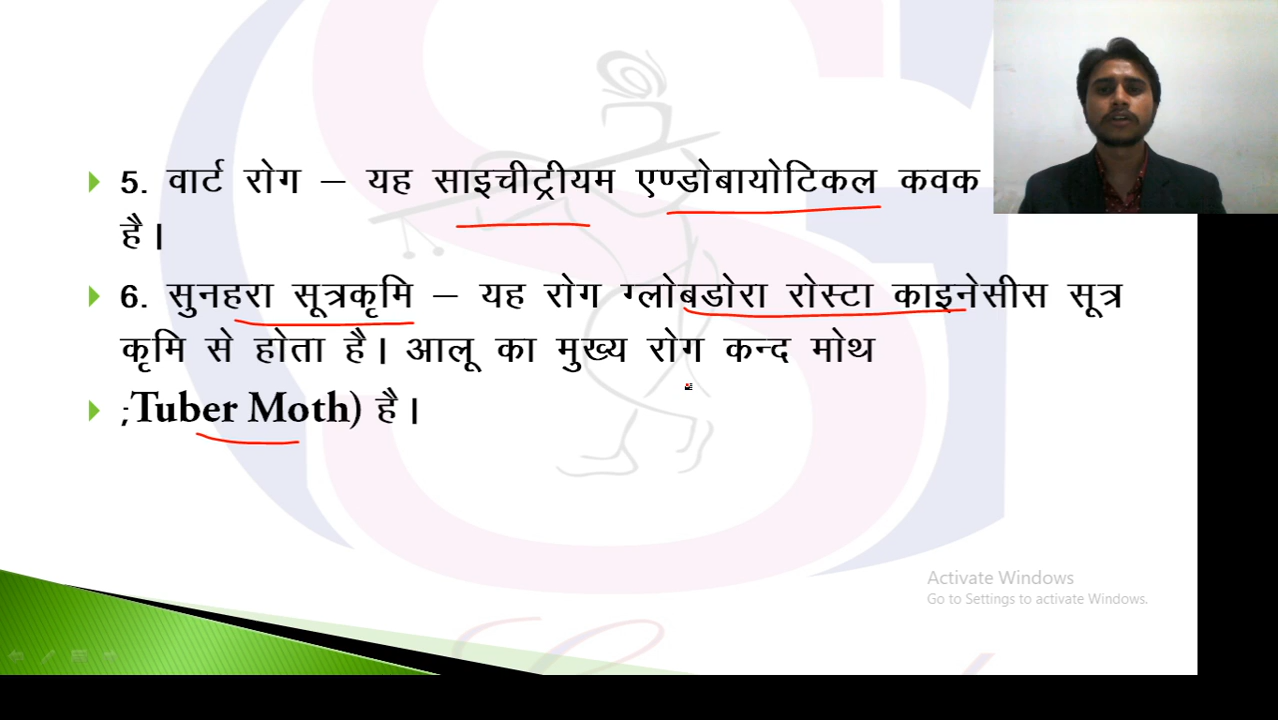 5. वार्ट रोग – यह साइचीट्रीयम एण्डोबायोटिकल कवक
है।
6. सुनहरा सूत्रकृमि – यह रोग ग्लोबडोरा रोस्टा काइनेसीस सूत्र
कृमि से होता है। आलू का मुख्य रोग कन्द मोथ
;Tuber Moth) है।
Activate Windows
Go to Settings to activate Windows.